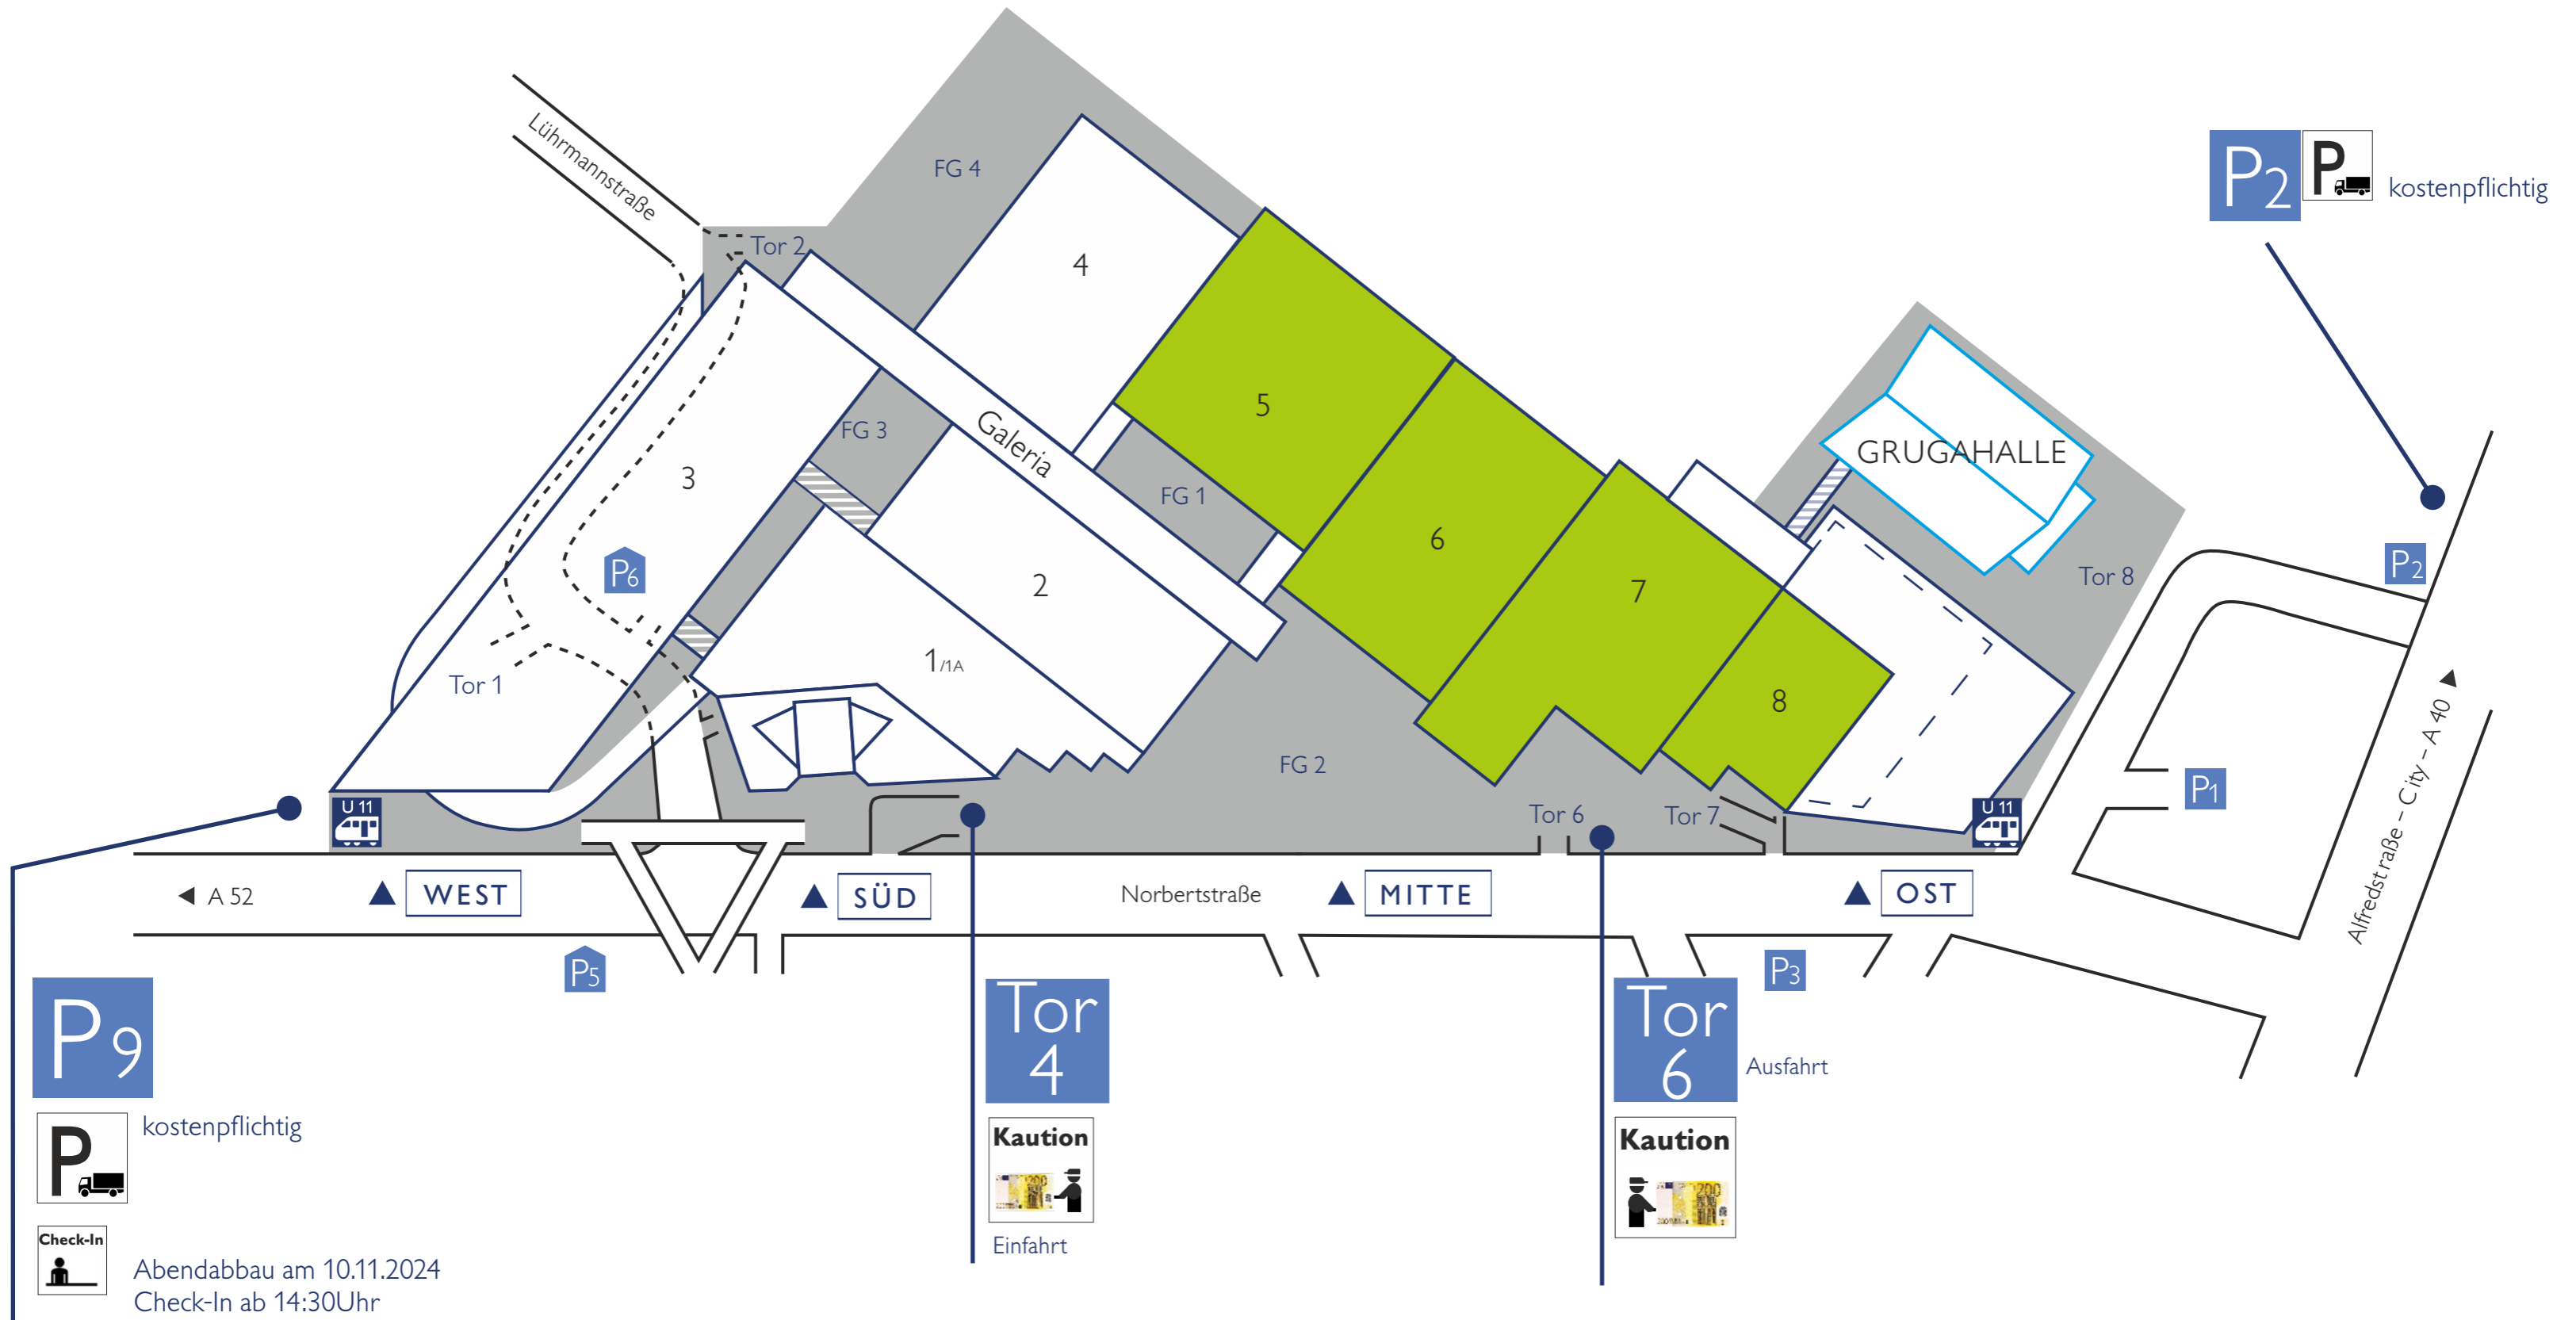 Lührmannstraße
FG 4
P2
P
kostenpflichtig
Tor 2
4
5
FG 3
Galeria
GRUGAHALLE
3
FG 1
6
P6
2
7
Tor 8
P2
1/1A
Tor 1
8
FG 2
P1
U 11
Tor 6
Tor 7
U 11
Alfredstraße – City – A 40
A 52
WEST
SÜD
Norbertstraße
MITTE
OST
P5
P3
P9
kostenpflichtig
P
Check-In
Abendabbau am 10.11.2024
Check-In ab 14:30Uhr
Tor
4
Kaution
200
Einfahrt
Tor
6
Ausfahrt
Kaution
200